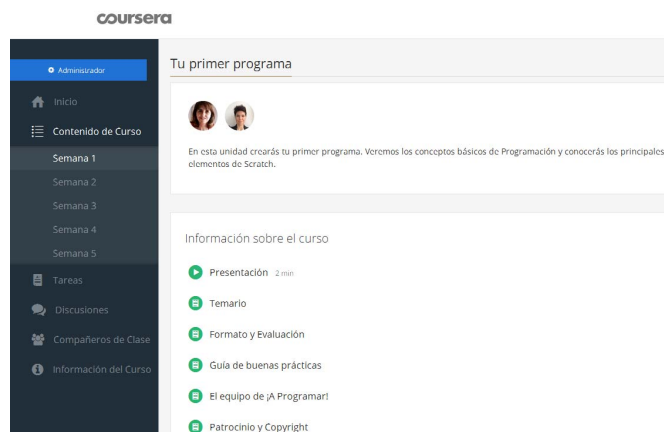 coursera
Administrador
Inicio
Contenido de Curso
Semana 1
Semana 2
Semana 3
Semana 4
Semana 5
Tareas
Discusiones
Compañeros de Clase
Información del Curso
Tu primer programa
En esta unidad crearás tu primer programa. Veremos los conceptos básicos de Programación y conocerás los principales
elementos de Scratch.
Información sobre el curso
Presentación 2 min
Temario
Formato y Evaluación
Guía de buenas prácticas
El equipo de ¡A Programar!
Patrocinio y Copyright